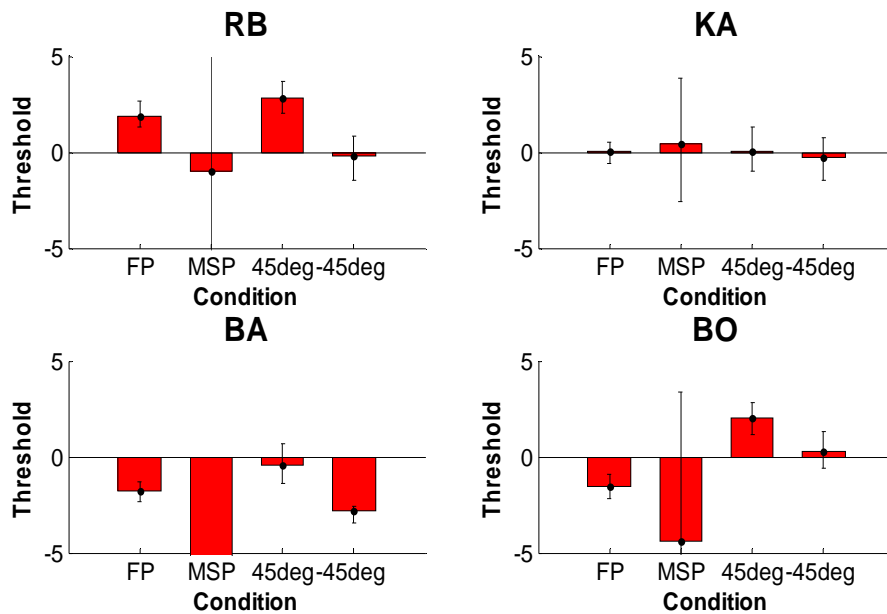 RB
KA
5
0
-5
Threshold
FP MSP 45deg -45deg
Condition
5
0
-5
Threshold
FP MSP 45deg -45deg
Condition
BA
BO
5
0
-5
Threshold
FP MSP 45deg -45deg
Condition
5
0
-5
Threshold
FP MSP 45deg -45deg
Condition